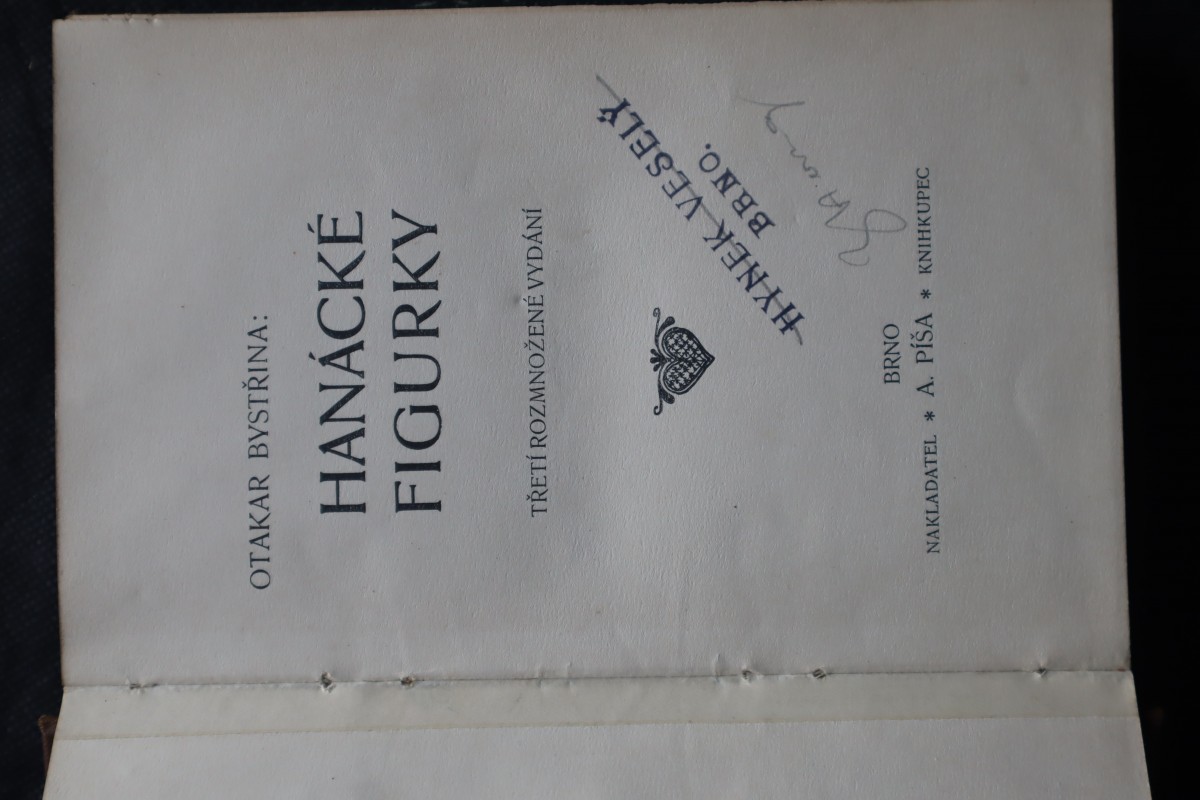 OTAKAR BYSTŘINA:
HANÁCKÉ
FIGURKY
TŘETÍ ROZMNOŽENÉ VYDÁNÍ
HYNEK VESELÝ
BRNO.
BRNO
NAKLADATEL * A. PÍŠA * KNIHKUPEC